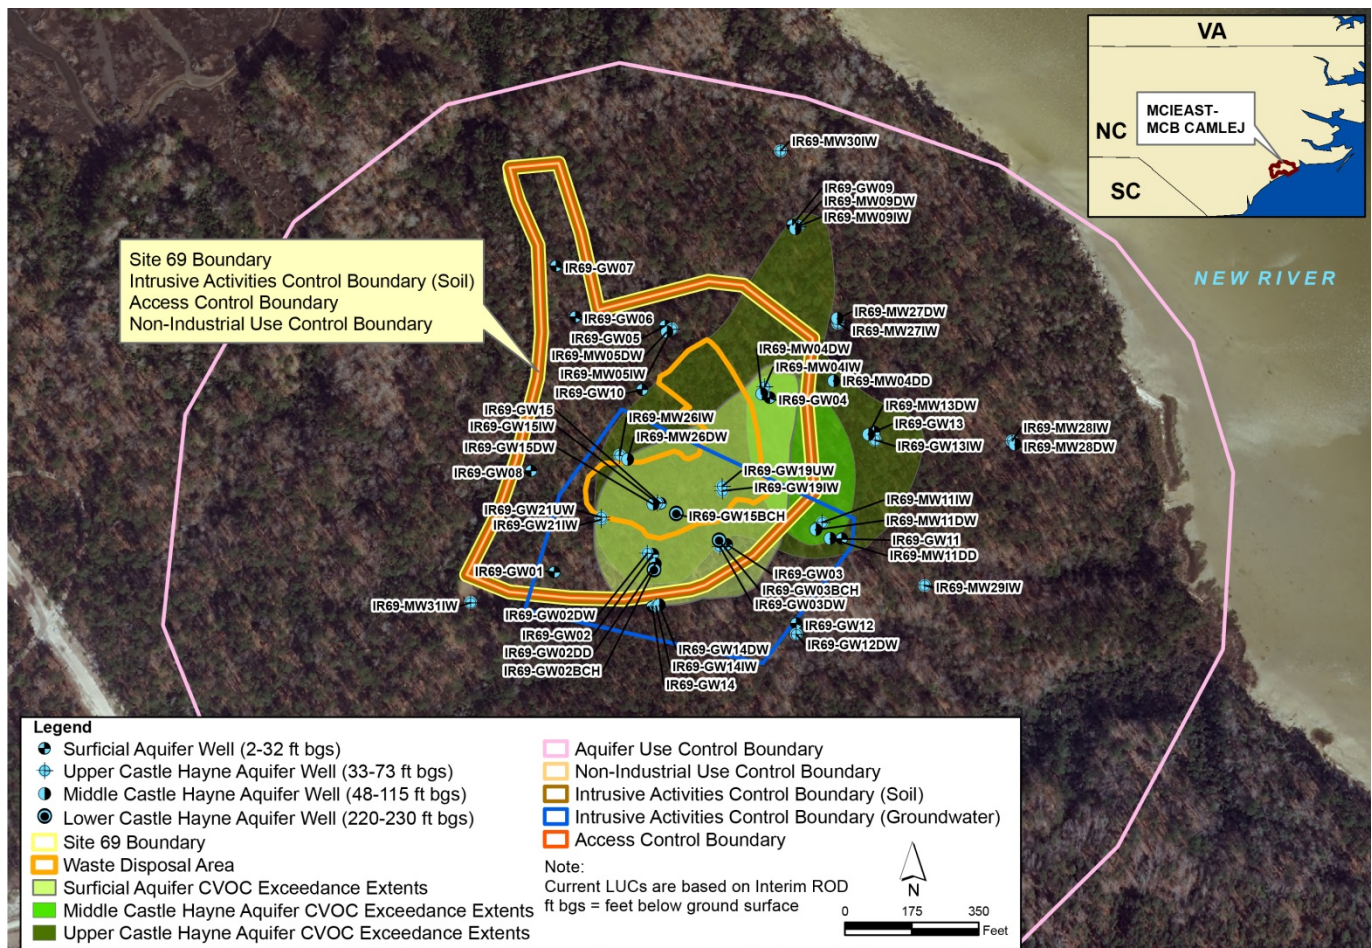 VA
MCIEAST-
MCB CAMLEJ
NC
SC
NEW RIVER
Site 69 Boundary
Intrusive Activities Control Boundary (Soil)
Access Control Boundary
Non-Industrial Use Control Boundary
IR69-MW30IW
IR69-GW09
IR69-MW09DW
IR69-MW09IW
IR69-GW07
IR69-GW06
IR69-GW05
IR69-MW05DW
IR69-MW05IW
IR69-GW10
IR69-MW27DW
IR69-MW27IW
IR69-MW04DW
IR69-MW04IW
IR69-MW04DD
IR69-GW04
IR69-GW15
IR69-GW15IW
IR69-GW15DW
IR69-MW26IW
IR69-MW26DW
IR69-MW13DW
IR69-GW13
IR69-GW13IW
IR69-MW28IW
IR69-MW28DW
IR69-GW08
IR69-GW19UW
IR69-GW19IW
IR69-GW21UW
IR69-GW21IW
IR69-GW15BCH
IR69-MW11IW
IR69-MW11DW
IR69-GW11
IR69-MW11DD
IR69-GW01
IR69-GW03
IR69-GW03BCH
IR69-GW03DW
IR69-MW29IW
IR69-MW31IW
IR69-GW02DW
IR69-GW02
IR69-GW02DD
IR69-GW02BCH
IR69-GW12
IR69-GW12DW
IR69-GW14DW
IR69-GW14IW
IR69-GW14
Legend
Surficial Aquifer Well (2-32 ft bgs)
Upper Castle Hayne Aquifer Well (33-73 ft bgs)
Middle Castle Hayne Aquifer Well (48-115 ft bgs)
Lower Castle Hayne Aquifer Well (220-230 ft bgs)
Site 69 Boundary
Waste Disposal Area
Surficial Aquifer CVOC Exceedance Extents
Middle Castle Hayne Aquifer CVOC Exceedance Extents
Upper Castle Hayne Aquifer CVOC Exceedance Extents
Aquifer Use Control Boundary
Non-Industrial Use Control Boundary
Intrusive Activities Control Boundary (Soil)
Intrusive Activities Control Boundary (Groundwater)
Access Control Boundary
Note:
Current LUCs are based on Interim ROD
ft bgs = feet below ground surface
N
0 175 350
Feet